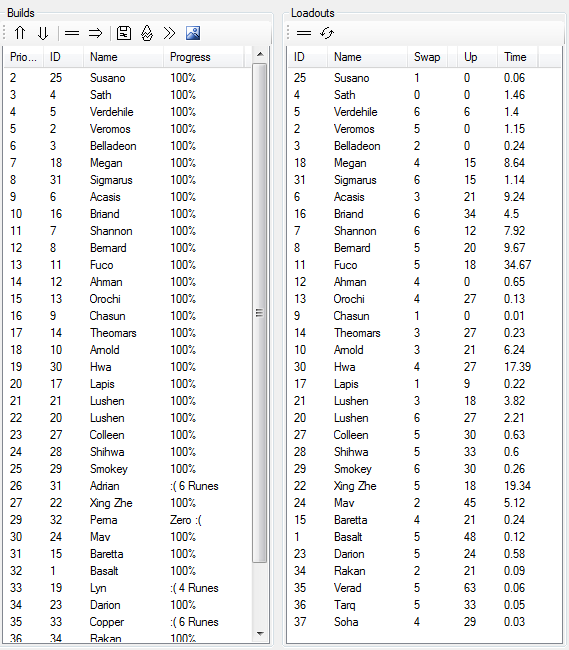 Builds
Prio... ID Name Progress
2 25 Susano 100%
3 4 Sath 100%
4 5 Verdehile 100%
5 2 Veromos 100%
6 3 Belladeon 100%
7 18 Megan 100%
8 31 Sigmarus 100%
9 6 Acasis 100%
10 16 Briand 100%
11 7 Shannon 100%
12 8 Bernard 100%
13 11 Fuco 100%
14 12 Ahman 100%
15 13 Orochi 100%
16 9 Chasun 100%
17 14 Theomars 100%
18 10 Arnold 100%
19 30 Hwa 100%
20 17 Lapis 100%
21 21 Lushen 100%
22 20 Lushen 100%
23 27 Colleen 100%
24 28 Shihwa 100%
25 29 Smokey 100%
26 31 Adrian :( 6 Runes
27 22 Xing Zhe 100%
29 32 Perna Zero :(
30 24 Mav 100%
31 15 Baretta 100%
32 1 Basalt 100%
33 19 Lyn :( 4 Runes
34 23 Darion 100%
35 33 Copper :( 6 Runes
36 34 Rakan 100%
Loadouts
ID Name Swap Up Time
25 Susano 1 0 0.06
4 Sath 0 0 1.46
5 Verdehile 6 6 1.4
2 Veromos 5 0 1.15
3 Belladeon 2 0 0.24
18 Megan 4 15 8.64
31 Sigmarus 6 15 1.14
6 Acasis 3 21 9.24
16 Briand 6 34 4.5
7 Shannon 6 12 7.92
8 Bernard 5 20 9.67
11 Fuco 5 18 34.67
12 Ahman 4 0 0.65
13 Orochi 4 27 0.13
9 Chasun 1 0 0.01
14 Theomars 3 27 0.23
10 Arnold 3 21 6.24
30 Hwa 4 27 17.39
17 Lapis 1 9 0.22
21 Lushen 3 18 3.82
20 Lushen 6 27 2.21
27 Colleen 5 30 0.63
28 Shihwa 5 33 0.6
29 Smokey 6 30 0.26
22 Xing Zhe 5 18 19.34
24 Mav 2 45 5.12
15 Baretta 4 21 0.24
1 Basalt 5 48 0.12
23 Darion 5 24 0.58
34 Rakan 2 21 0.09
35 Verad 5 63 0.06
36 Tarq 5 33 0.05
37 Soha 4 29 0.03